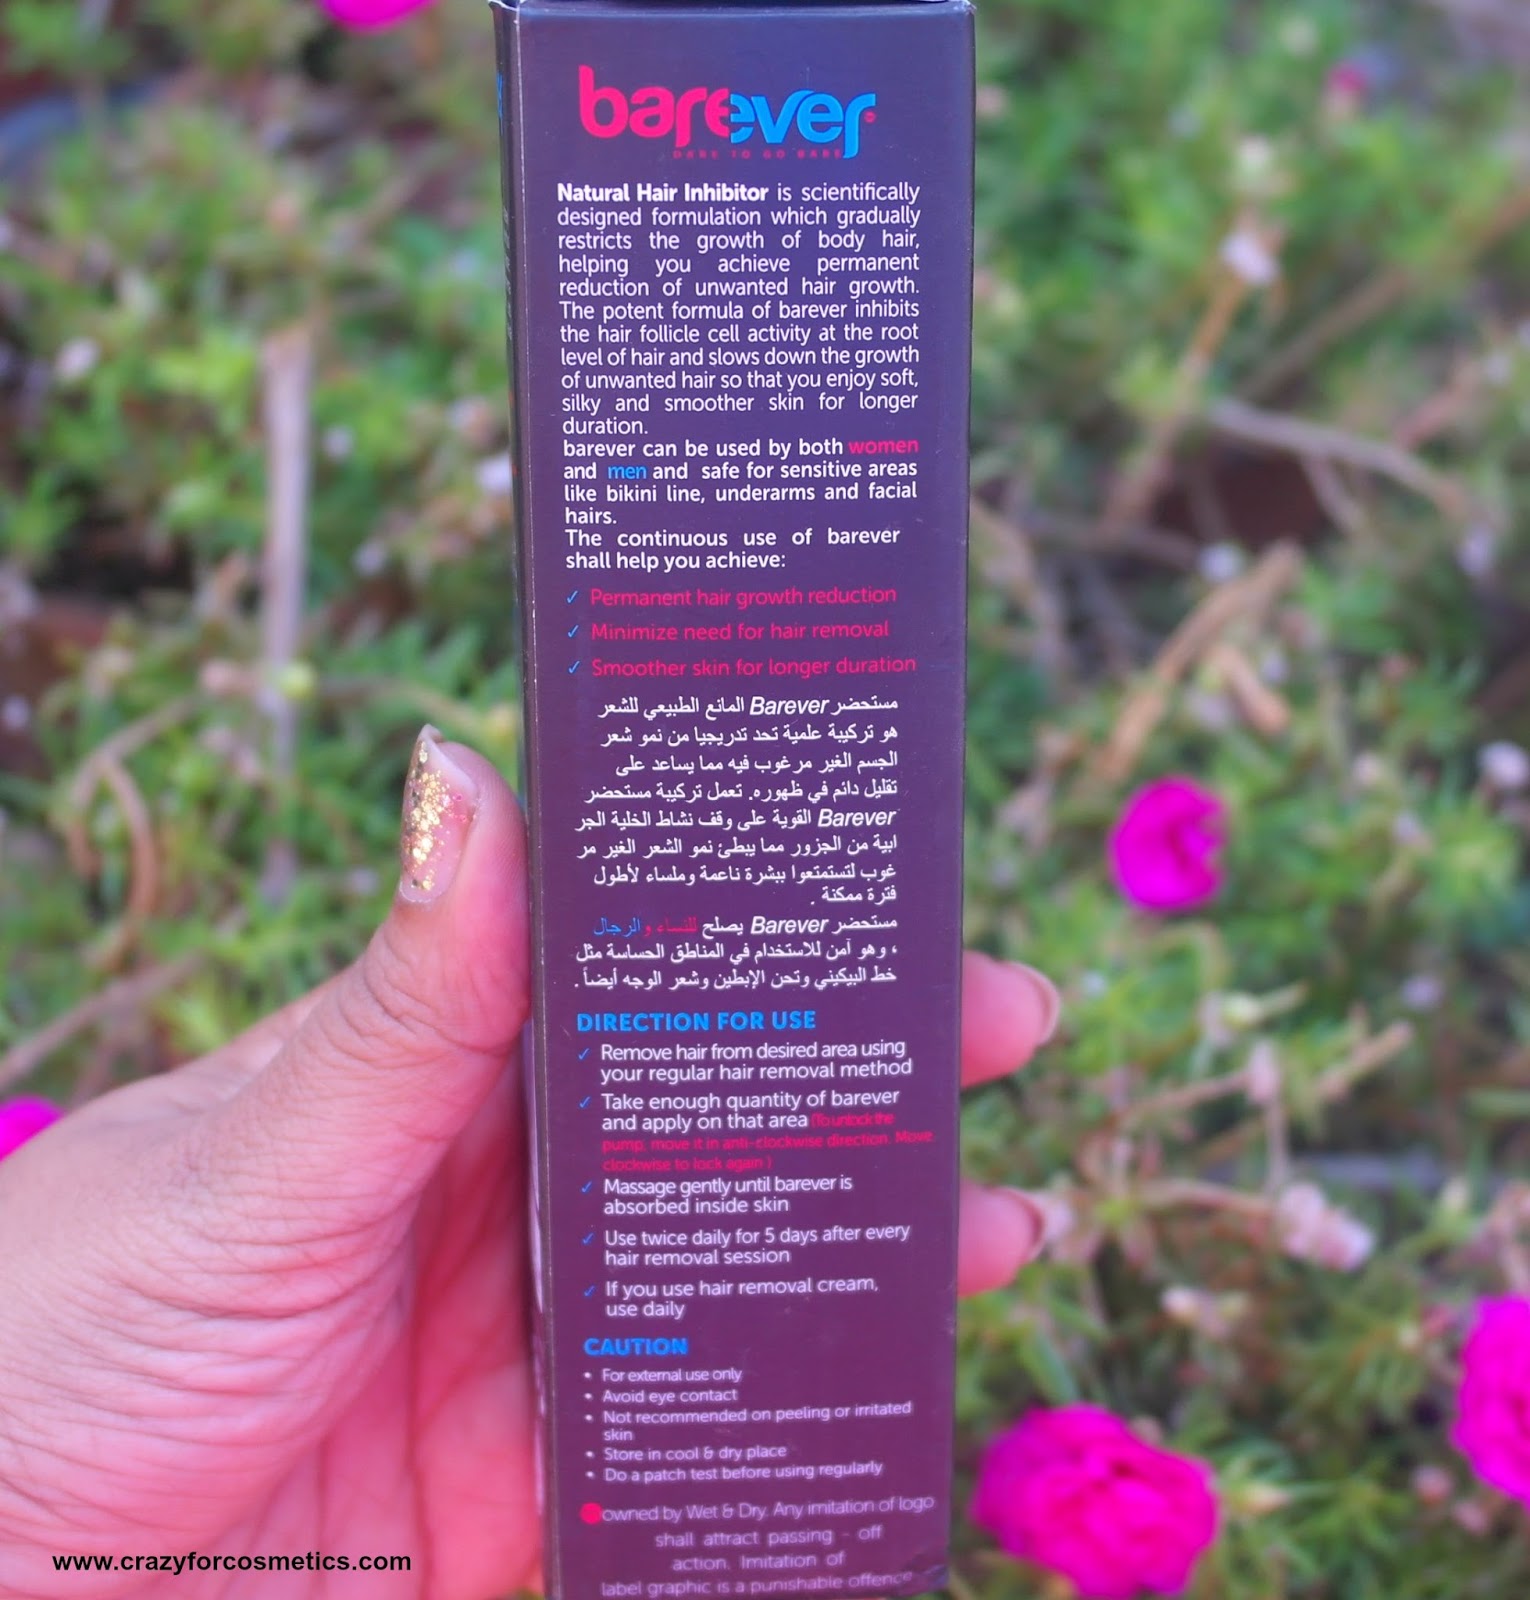 barever
DARE TO GO BARE
Natural Hair Inhibitor is scientifically
designed formulation which gradually
restricts the growth of body hair,
helping you achieve permanent
reduction of unwanted hair growth.
The potent formula of barever inhibits
the hair follicle cell activity at the root
level of hair and slows down the growth
of unwanted hair so that you enjoy soft,
silky and smoother skin for longer
duration.
barever can be used by both women
and men and safe for sensitive areas
like bikini line, underarms and facial
hairs.
The continuous use of barever
shall help you achieve:
✓ Permanent hair growth reduction
✓ Minimize need for hair removal
✓ Smoother skin for longer duration
مستحضر Barever المانع الطبيعي للشعر
هو تركيبة علمية تحد تدريجيا من نمو شعر
الجسم الغير مرغوب فيه مما يساعد على
تقليل دائم في ظهوره. تعمل تركيبة مستحضر
Barever القوية على وقف نشاط الخلية الجر
ابية من الجزور مما يبطئ نمو الشعر الغير مر
غوب لتستمتعوا ببشرة ناعمة وملساء لأطول
فترة ممكنة .
مستحضر Barever يصلح للنساء و الرجال
، وهو آمن للاستخدام في المناطق الحساسة مثل
خط البيكيني وتحن الإبطين وشعر الوجه أيضاً .
DIRECTION FOR USE
✓ Remove hair from desired area using
your regular hair removal method
✓ Take enough quantity of barever
and apply on that area (To unlock the
pump, move it in anti-clockwise direction. Move
clockwise to lock again )
✓ Massage gently until barever is
absorbed inside skin
✓ Use twice daily for 5 days after every
hair removal session
✓ If you use hair removal cream,
use daily
CAUTION
• For external use only
• Avoid eye contact
• Not recommended on peeling or irritated
skin
• Store in cool & dry place
• Do a patch test before using regularly
owned by Wet & Dry. Any imitation of logo
shall attract passing - off
action. Imitation of
label graphic is a punishable offence
www.crazyforcosmetics.com